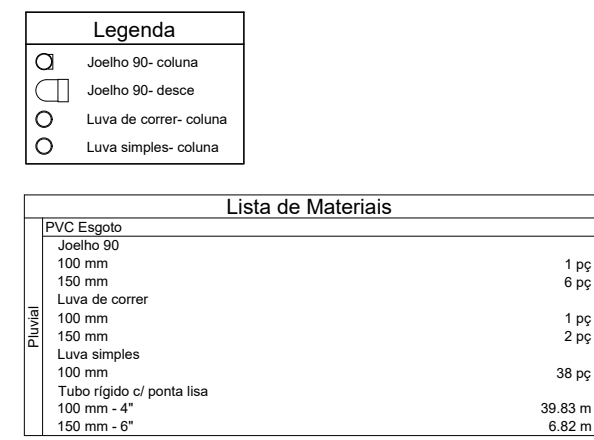 Legenda
Joelho 90- coluna
Joelho 90- desce
Luva de correr- coluna
Luva simples- coluna
Lista de Materiais
Pluvial
PVC Esgoto
Joelho 90
100 mm 1 pç
150 mm 6 pç
Luva de correr
100 mm 1 pç
150 mm 2 pç
Luva simples
100 mm 38 pç
Tubo rígido c/ ponta lisa
100 mm - 4" 39.83 m
150 mm - 6" 6.82 m